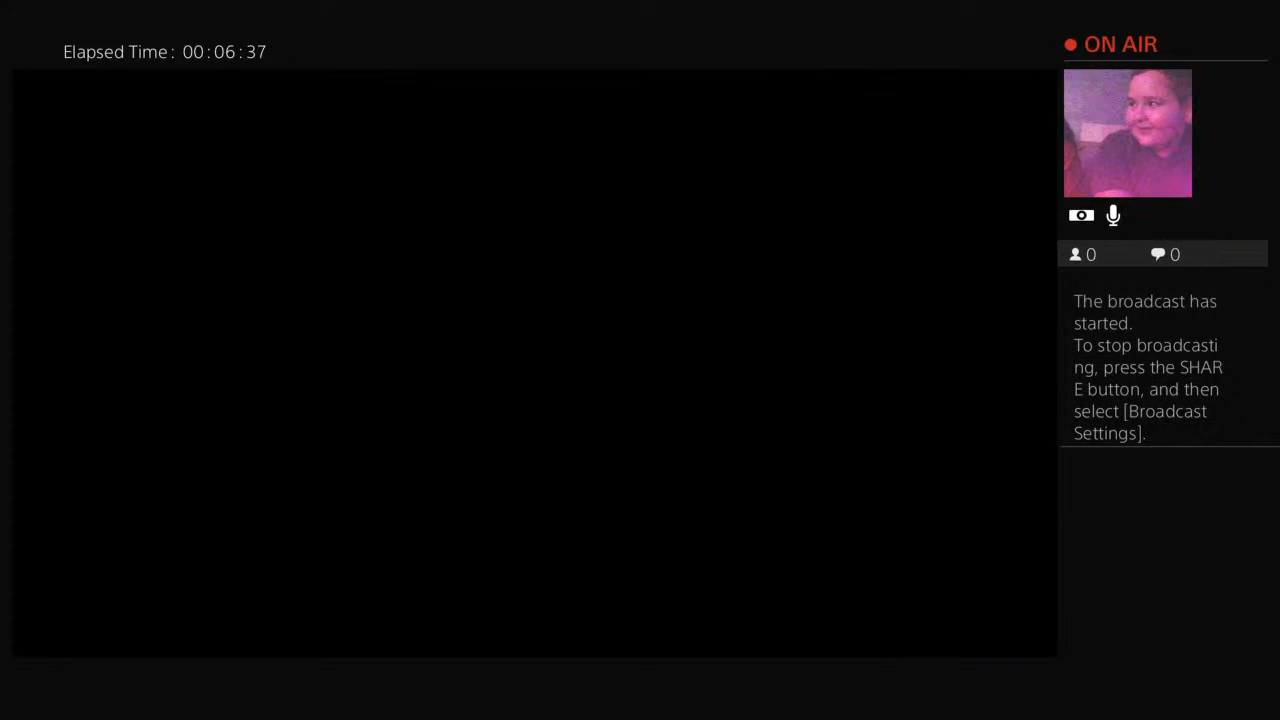 Elapsed Time: 00:06:37
ON AIR
0 0
The broadcast has
started.
To stop broadcasti
ng, press the SHAR
E button, and then
select [Broadcast
Settings].